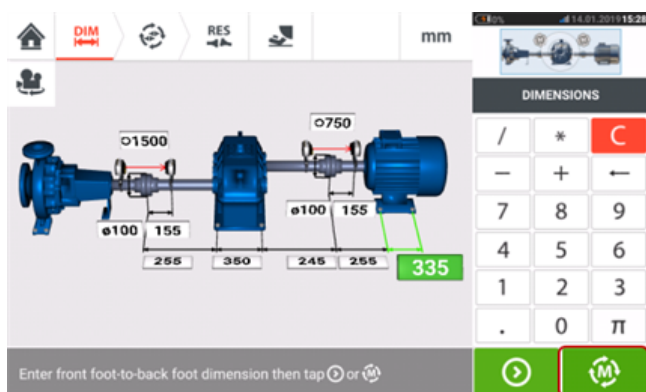 DIM
RES
mm
0%
14.01.2019 15:28
DIMENSIONS
1500
750
ø100
155
ø100
155
255
350
245
255
335
/ * C
− + ←
7 8 9
4 5 6
1 2 3
. 0 π
M
Enter front foot-to-back foot dimension then tap or M